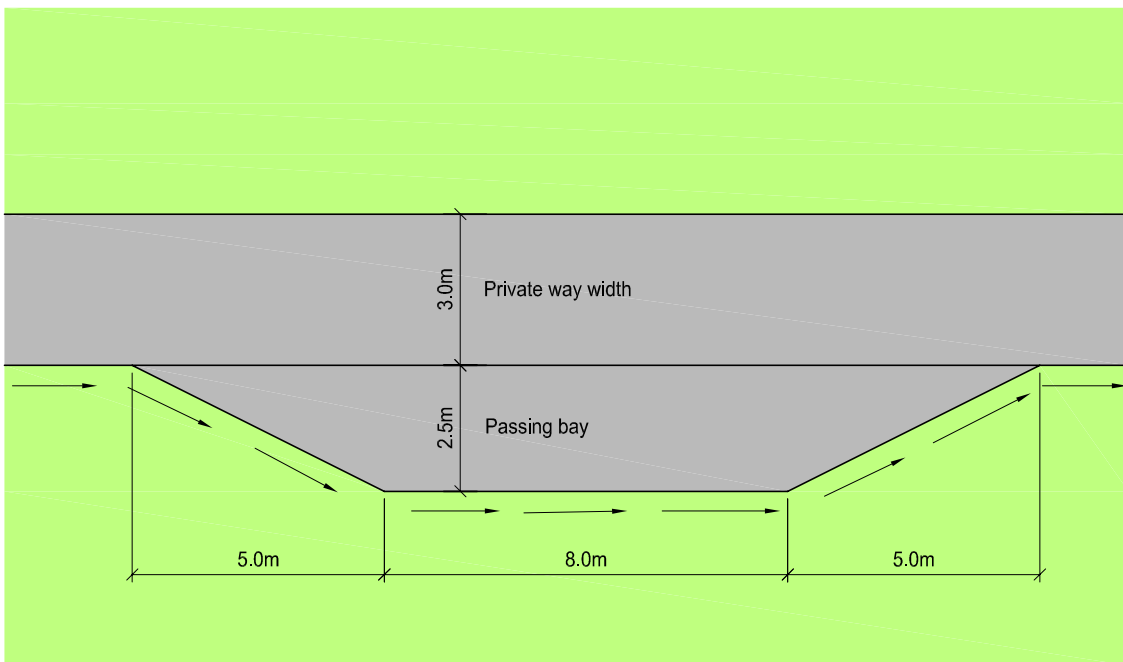 3.0m
Private way width
2.5m
Passing bay
5.0m
8.0m
5.0m